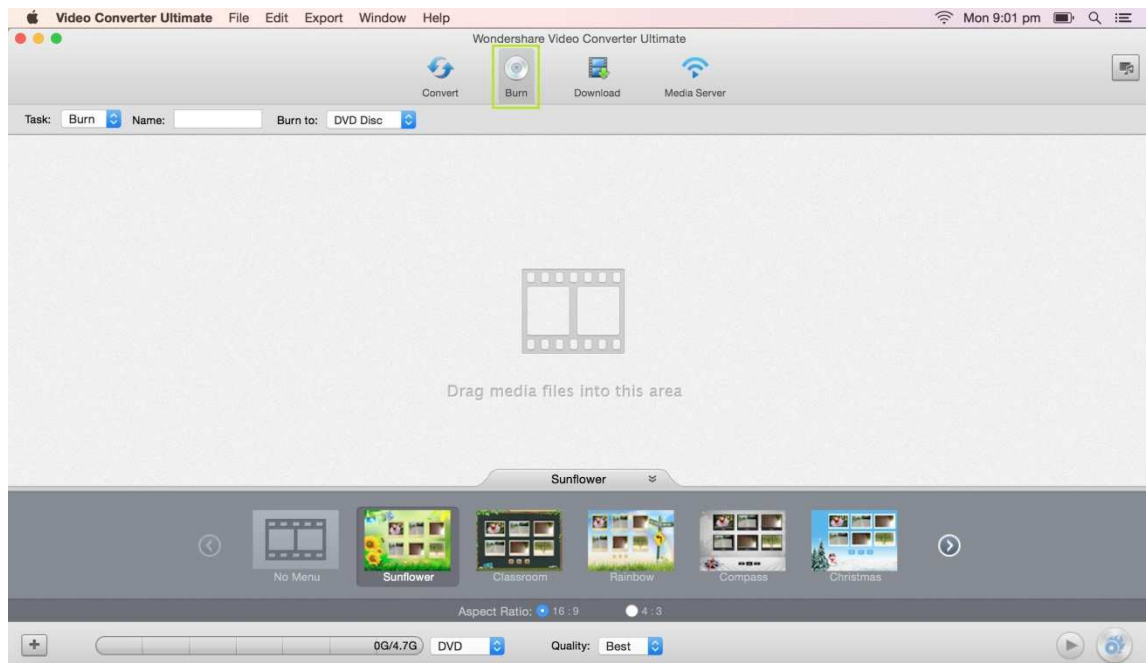 Video Converter Ultimate File Edit Export Window Help Mon 9:01 pm
Wondershare Video Converter Ultimate
Convert Burn Download Media Server
Task: Burn Name: Burn to: DVD Disc
Drag media files into this area
Sunflower
No Menu Sunflower Classroom Rainbow Compass Christmas
Aspect Ratio: 16:9 4:3
0G/4.7G DVD Quality: Best